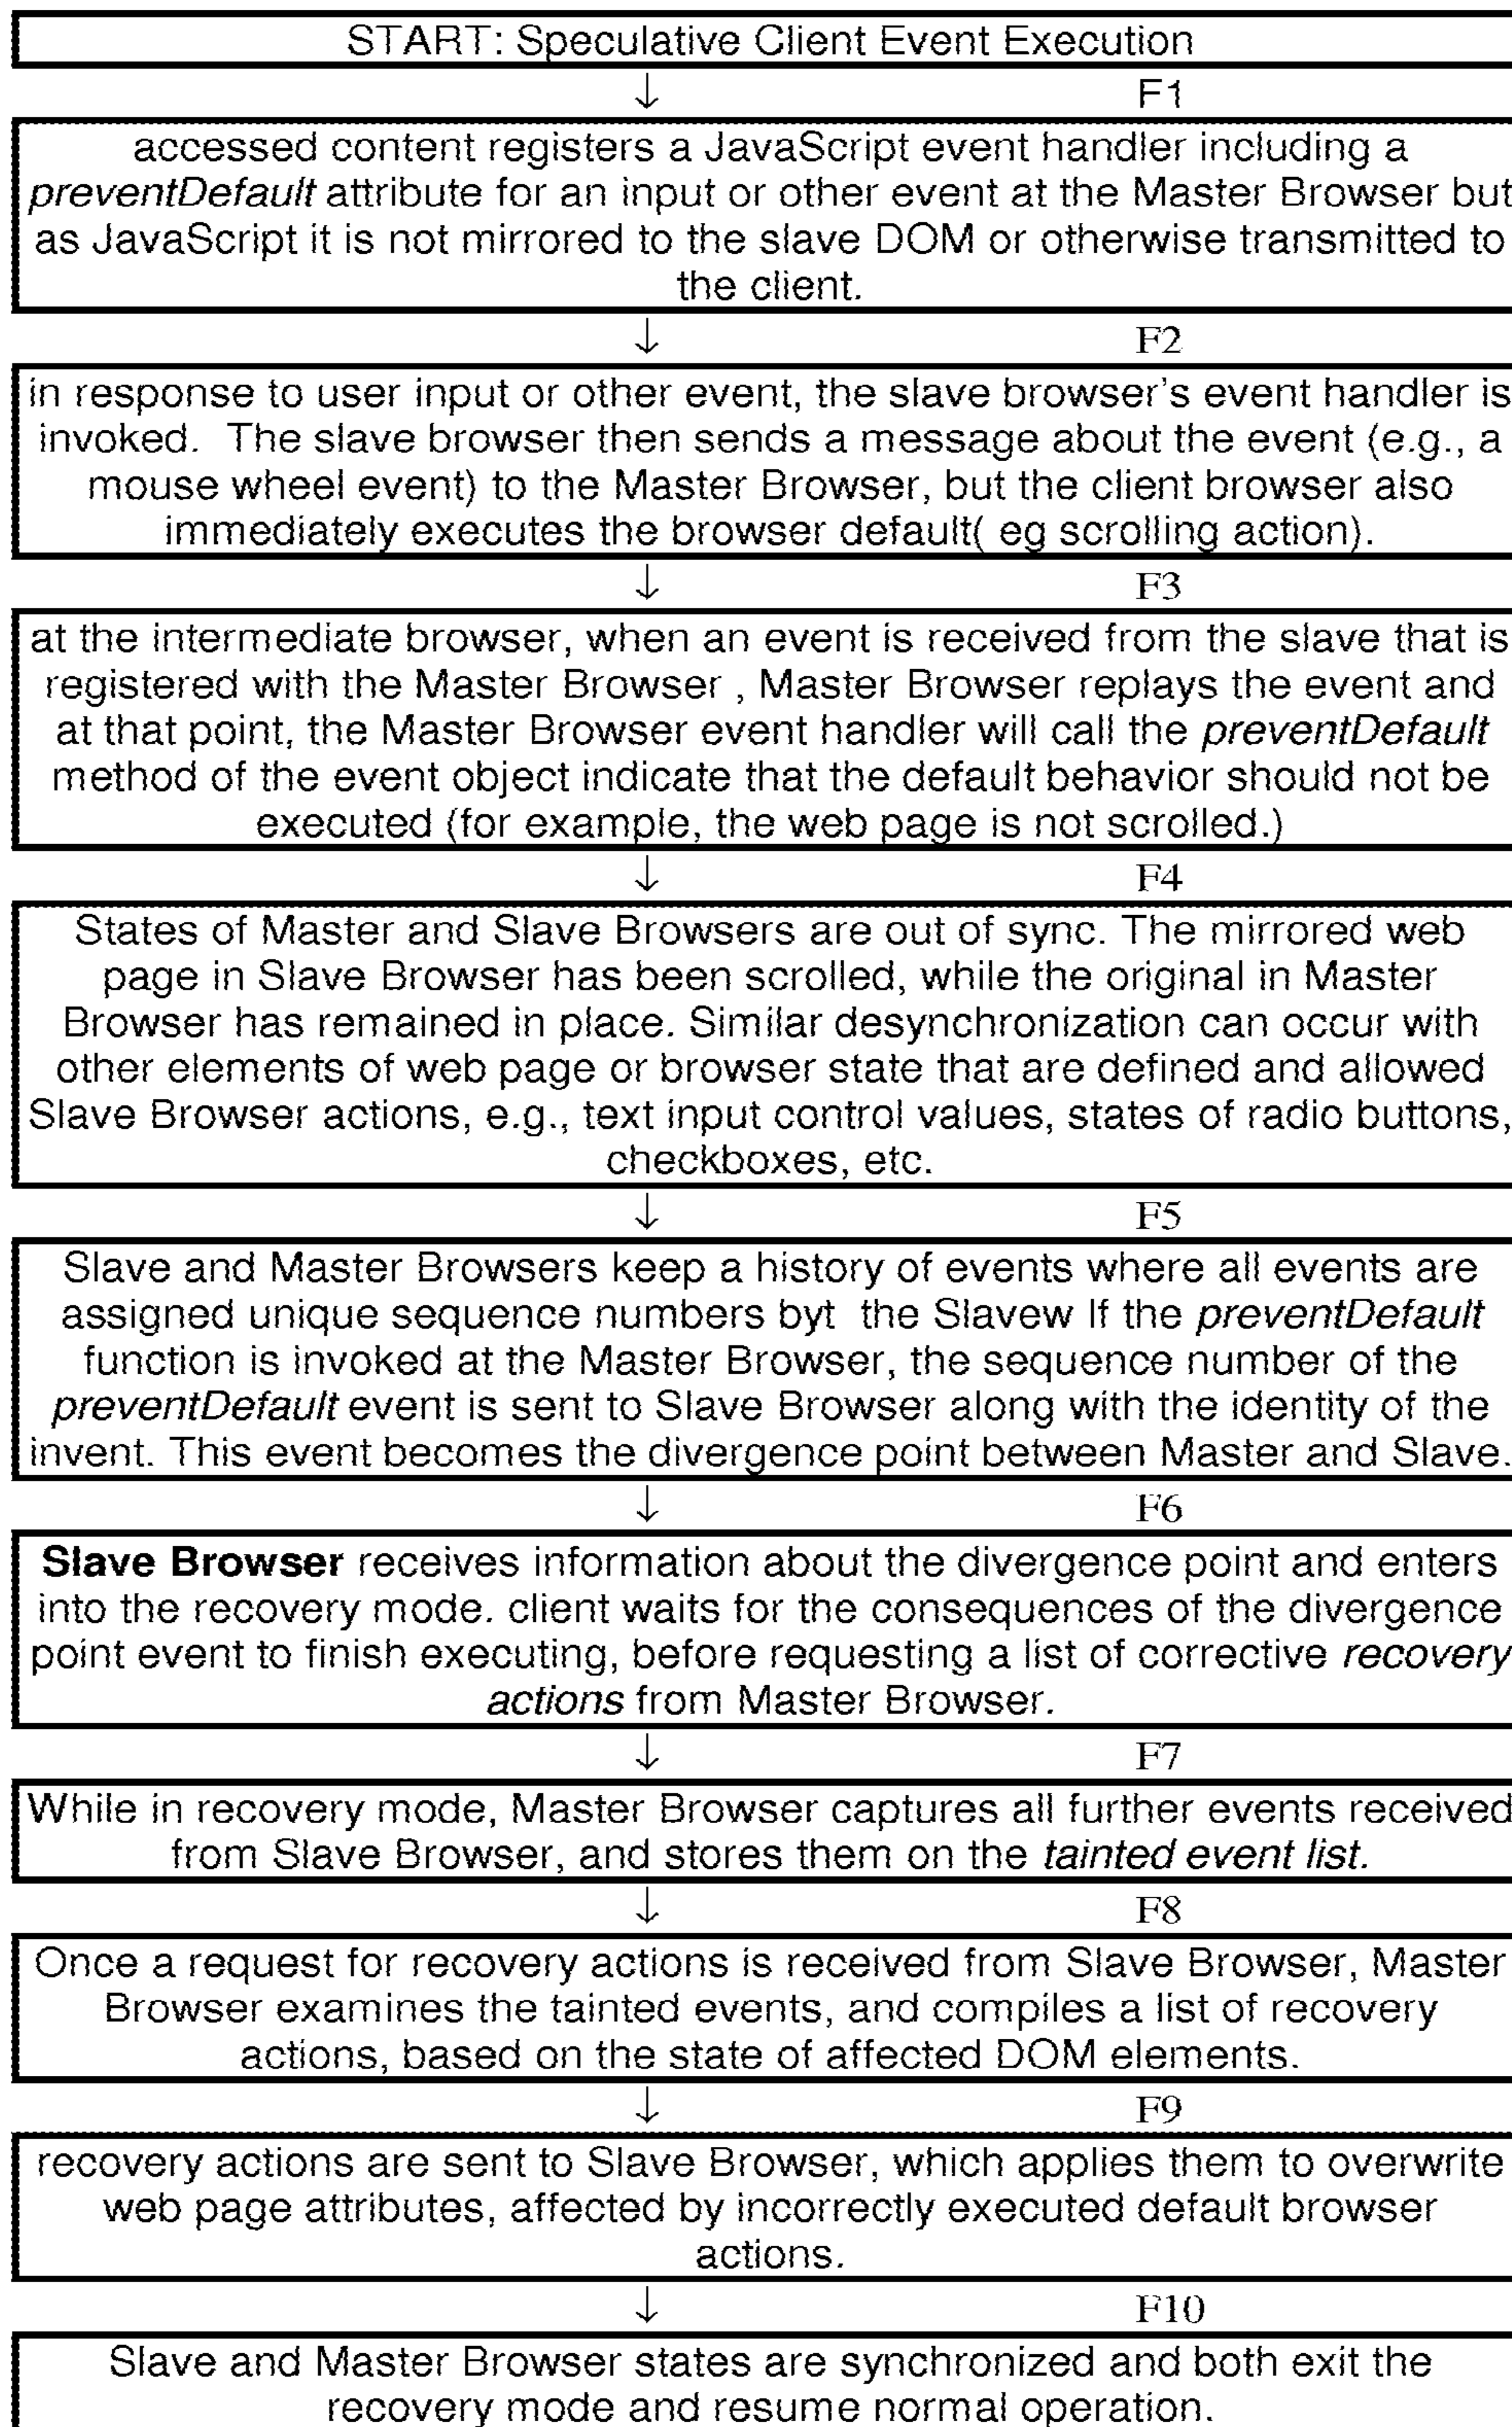 START: Speculative Client Event Execution
↓ F1
accessed content registers a JavaScript event handler including a
preventDefault attribute for an input or other event at the Master Browser but
as JavaScript it is not mirrored to the slave DOM or otherwise transmitted to
the client.
↓ F2
in response to user input or other event, the slave browser's event handler is
invoked.  The slave browser then sends a message about the event (e.g., a
mouse wheel event) to the Master Browser, but the client browser also
immediately executes the browser default( eg scrolling action).
↓ F3
at the intermediate browser, when an event is received from the slave that is
registered with the Master Browser , Master Browser replays the event and
at that point, the Master Browser event handler will call the preventDefault
method of the event object indicate that the default behavior should not be
executed (for example, the web page is not scrolled.)
↓ F4
States of Master and Slave Browsers are out of sync. The mirrored web
page in Slave Browser has been scrolled, while the original in Master
Browser has remained in place. Similar desynchronization can occur with
other elements of web page or browser state that are defined and allowed
Slave Browser actions, e.g., text input control values, states of radio buttons,
checkboxes, etc.
↓ F5
Slave and Master Browsers keep a history of events where all events are
assigned unique sequence numbers byt  the Slavew If the preventDefault
function is invoked at the Master Browser, the sequence number of the
preventDefault event is sent to Slave Browser along with the identity of the
invent. This event becomes the divergence point between Master and Slave.
↓ F6
Slave Browser receives information about the divergence point and enters
into the recovery mode. client waits for the consequences of the divergence
point event to finish executing, before requesting a list of corrective recovery
actions from Master Browser.
↓ F7
While in recovery mode, Master Browser captures all further events received
from Slave Browser, and stores them on the tainted event list.
↓ F8
Once a request for recovery actions is received from Slave Browser, Master
Browser examines the tainted events, and compiles a list of recovery
actions, based on the state of affected DOM elements.
↓ F9
recovery actions are sent to Slave Browser, which applies them to overwrite
web page attributes, affected by incorrectly executed default browser
actions.
↓ F10
Slave and Master Browser states are synchronized and both exit the
recovery mode and resume normal operation.